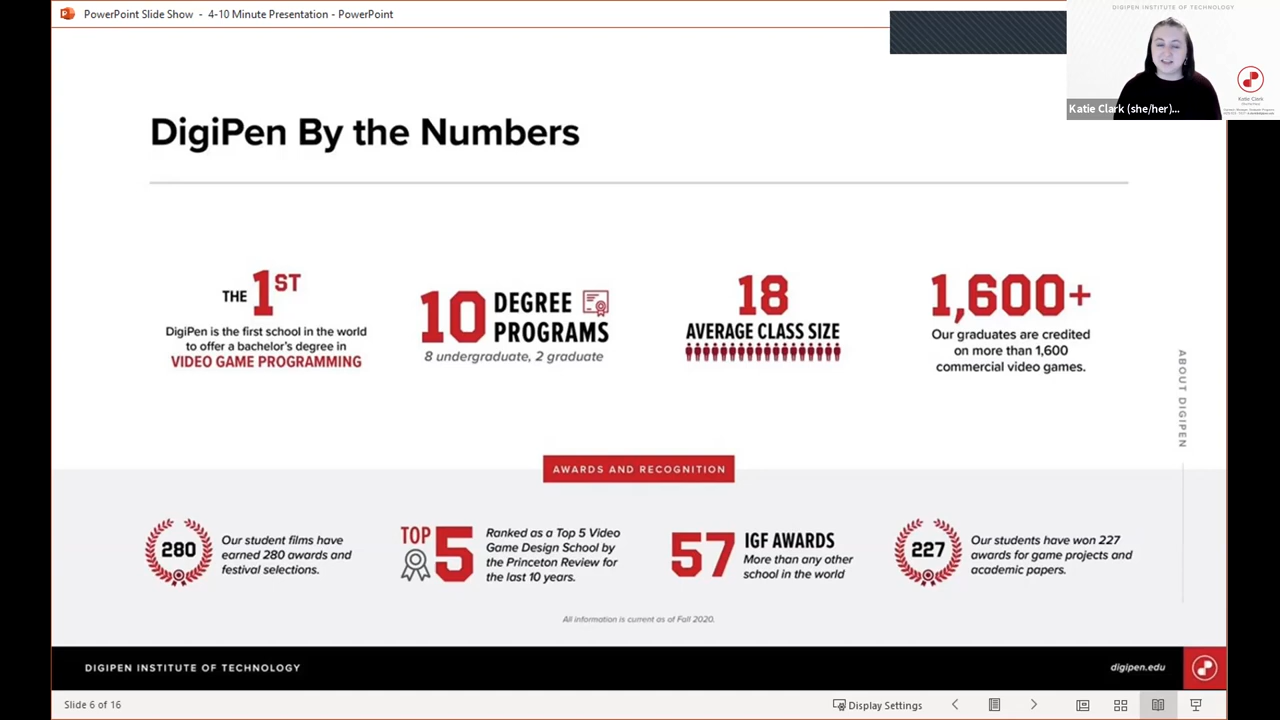 PowerPoint Slide Show - 4-10 Minute Presentation - PowerPoint
DIGIPEN INSTITUTE OF TECHNOLOGY
Katie Clark (she/her)...
Katie Clark
DigiPen By the Numbers
THE 1ST
DigiPen is the first school in the world
to offer a bachelor's degree in
VIDEO GAME PROGRAMMING
10 DEGREE
PROGRAMS
8 undergraduate, 2 graduate
18
AVERAGE CLASS SIZE
1,600+
Our graduates are credited
on more than 1,600
commercial video games.
ABOUT DIGIPEN
AWARDS AND RECOGNITION
280
Our student films have
earned 280 awards and
festival selections.
TOP 5
Ranked as a Top 5 Video
Game Design School by
the Princeton Review for
the last 10 years.
57 IGF AWARDS
More than any other
school in the world
227
Our students have won 227
awards for game projects and
academic papers.
All information is current as of Fall 2020.
DIGIPEN INSTITUTE OF TECHNOLOGY
digipen.edu
Slide 6 of 16
Display Settings